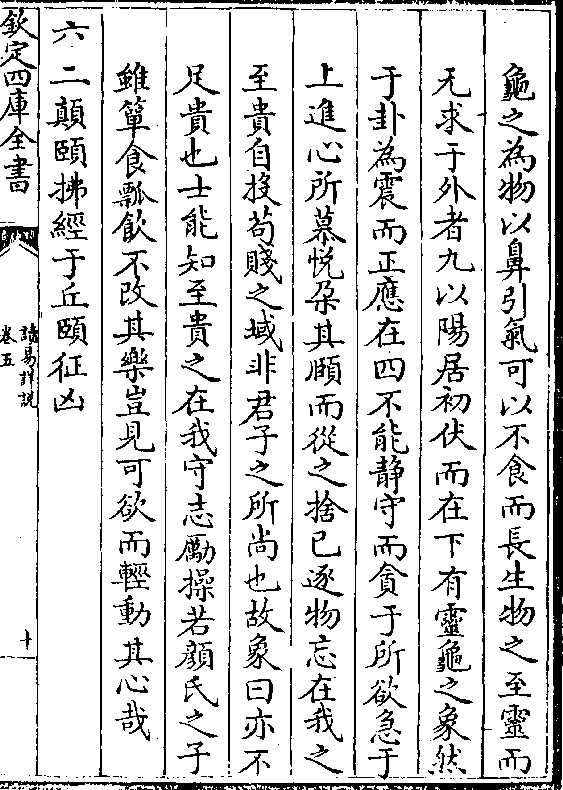 龜之為物以鼻引氣可以不食而長生物之至靈而
无求于外者九以陽居初伏而在下有靈龜之象然
于卦為震而正應在四不能静守而貪于所欲急于
上進心所慕悅朶其頤而從之捨已逐物忘在我之
至貴自投苟賤之域非君子之所尚也故象曰亦不
足貴也士能知至貴之在我守志勵操若顔氏之子
雖簞食瓢飲不改其樂豈見可欲而輕動其心哉
六二顛頤拂經于丘頤征凶
欽定四庫全書
讀易詳説
卷五
十